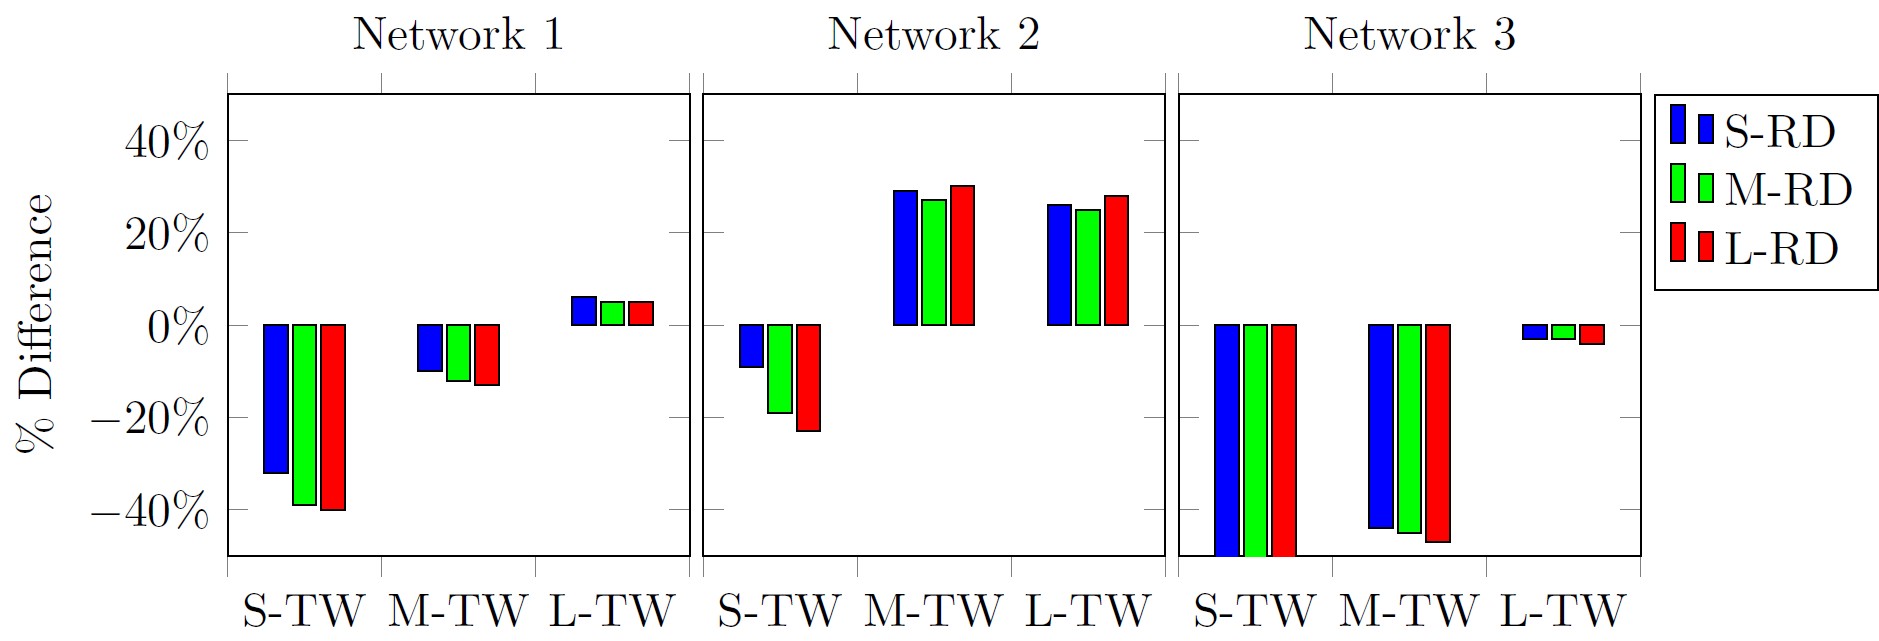 Network 1
Network 2
Network 3
% Difference
40%
20%
0%
−20%
−40%
S-TW M-TW L-TW
S-TW M-TW L-TW
S-TW M-TW L-TW
S-RD
M-RD
L-RD